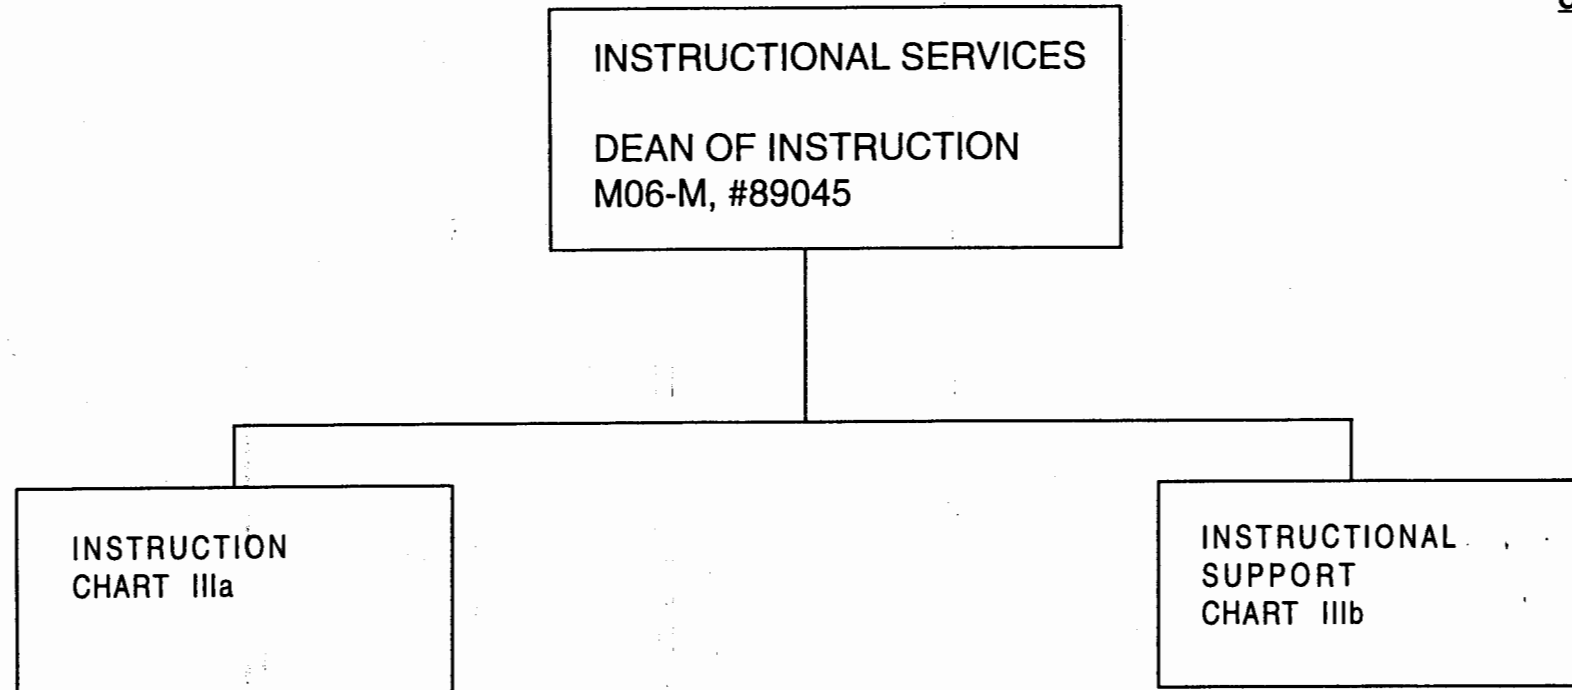 INSTRUCTIONAL SERVICES
DEAN OF INSTRUCTION
M06-M, #89045
INSTRUCTION
CHART IIIa
INSTRUCTIONAL
SUPPORT
CHART IIIb